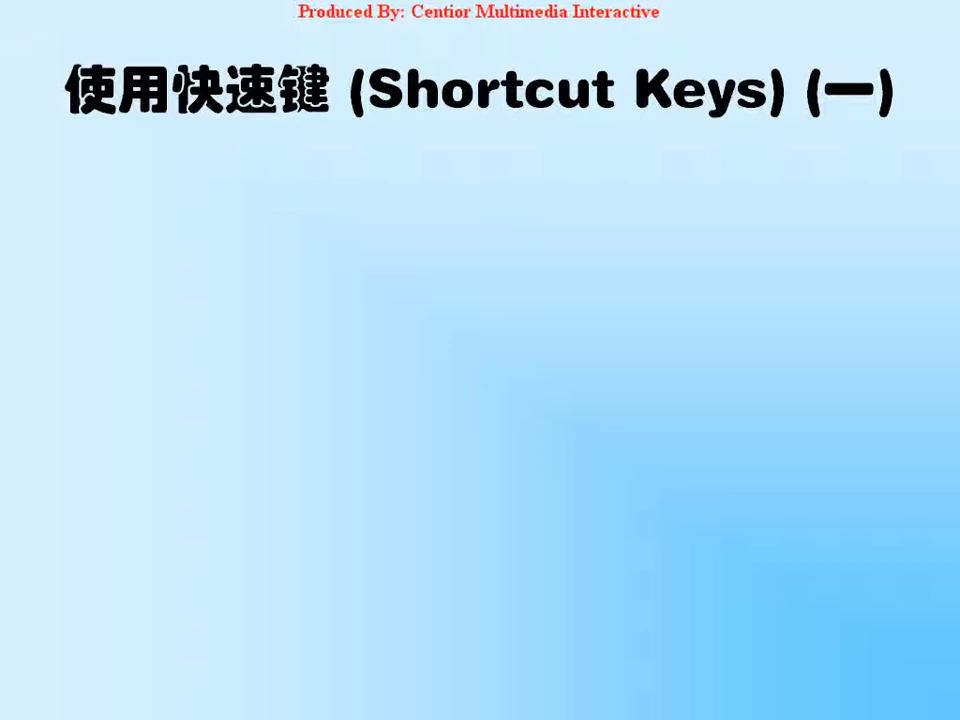 Produced By: Centior Multimedia Interactive
使用快速键 (Shortcut Keys) (一)